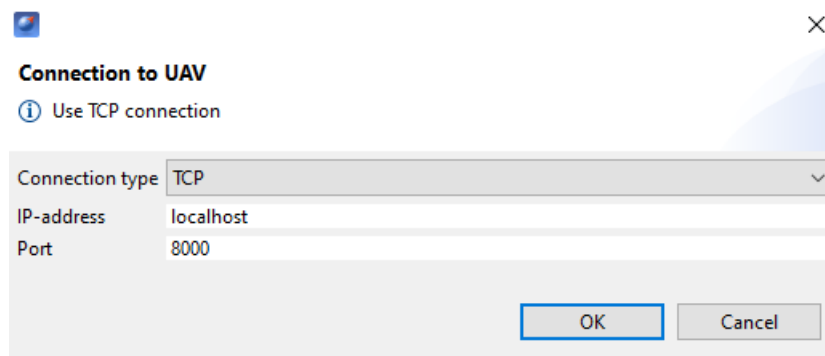 Connection to UAV
Use TCP connection
Connection type TCP
IP-address localhost
Port 8000
OK Cancel